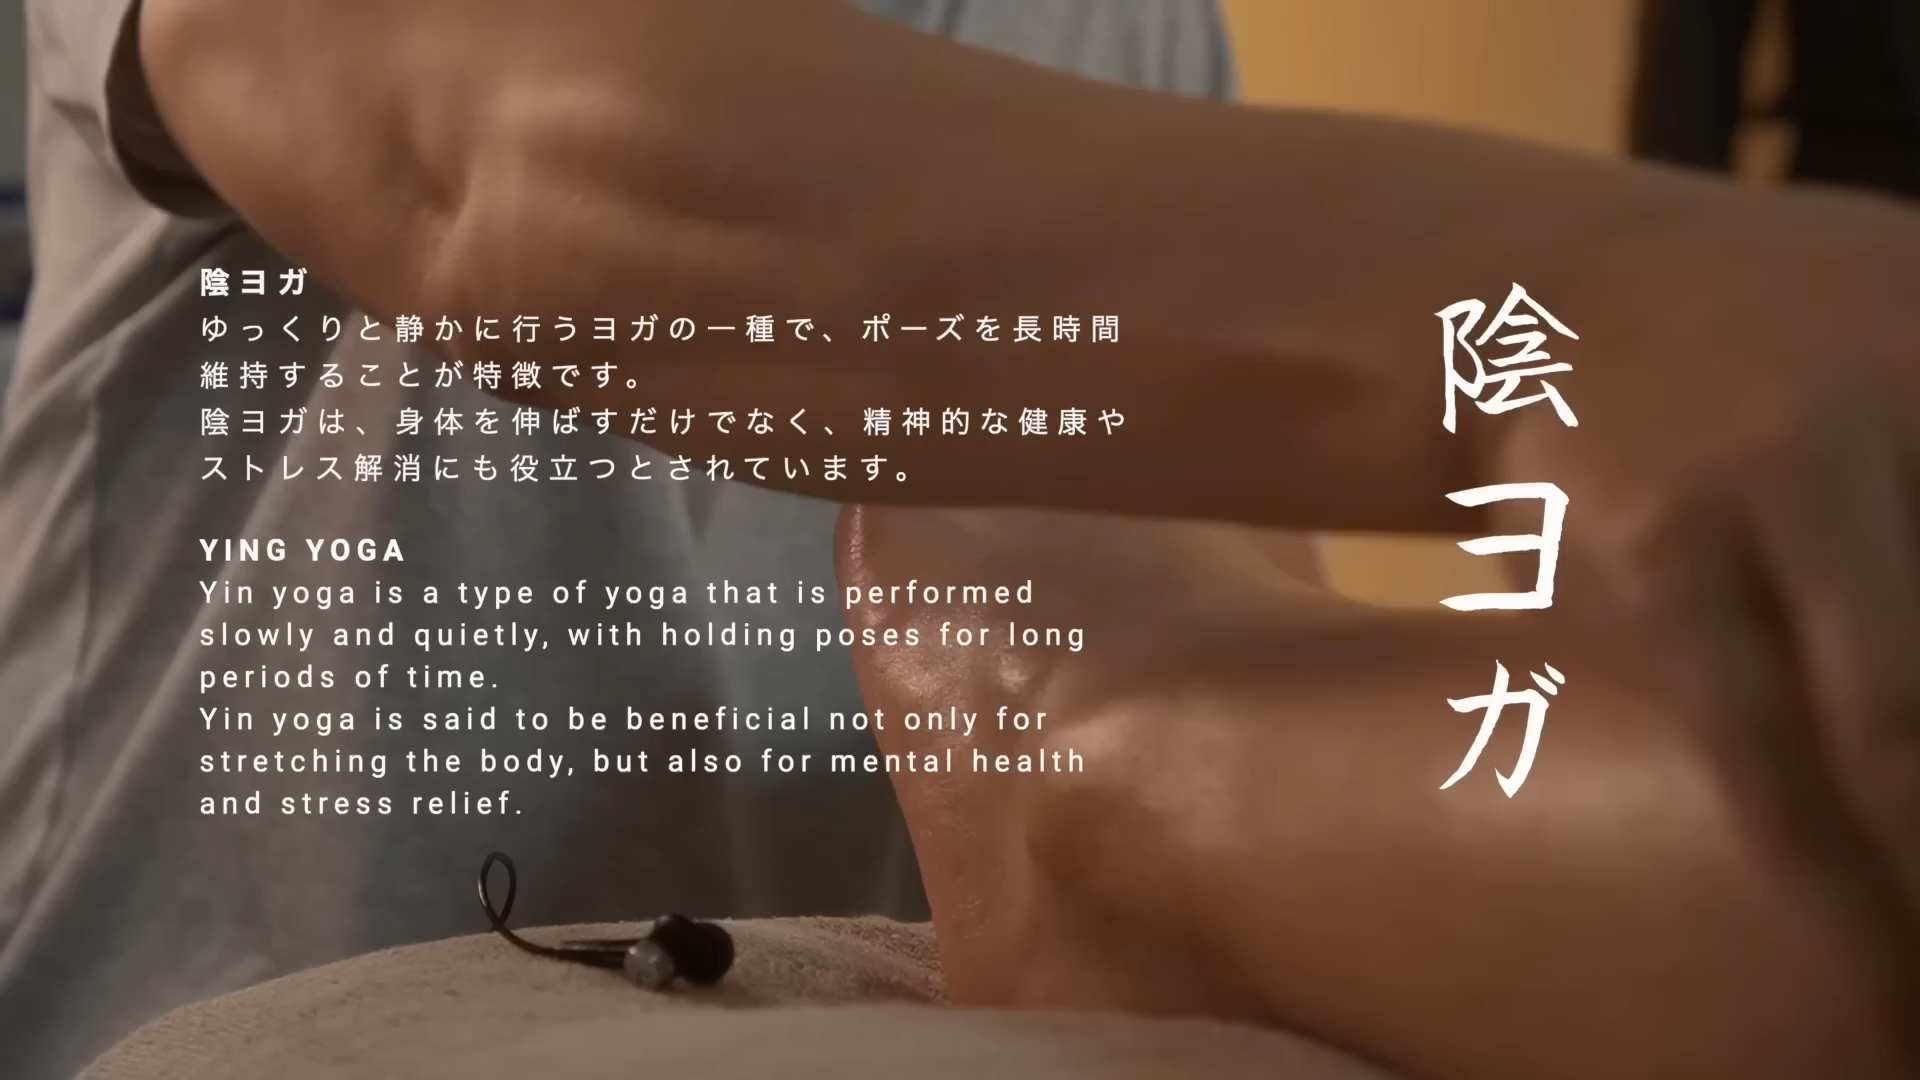 陰ヨガ
ゆっくりと静かに行うヨガの一種で、ポーズを長時間
維持することが特徴です。
陰ヨガは、身体を伸ばすだけでなく、精神的な健康や
ストレス解消にも役立つとされています。
YING YOGA
Yin yoga is a type of yoga that is performed
slowly and quietly, with holding poses for long
periods of time.
Yin yoga is said to be beneficial not only for
stretching the body, but also for mental health
and stress relief.
陰ヨガ